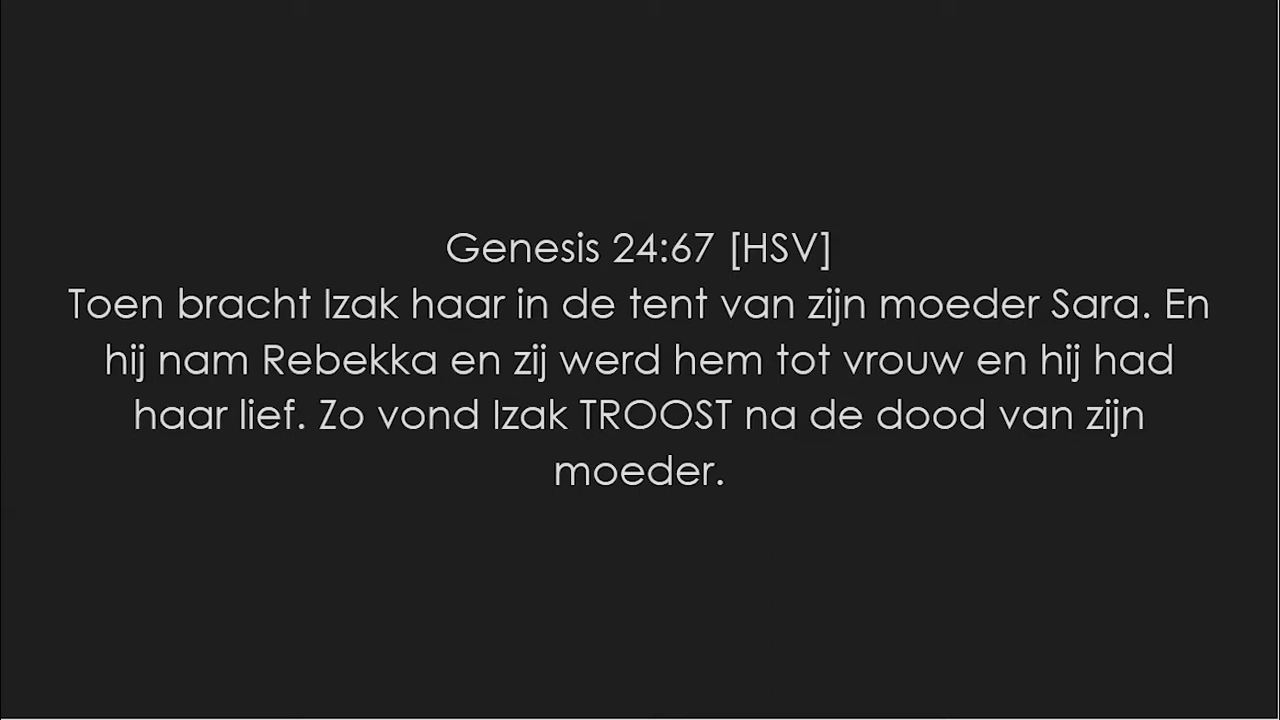 Genesis 24:67 [HSV]
Toen bracht Izak haar in de tent van zijn moeder Sara. En
hij nam Rebekka en zij werd hem tot vrouw en hij had
haar lief. Zo vond Izak TROOST na de dood van zijn
moeder.